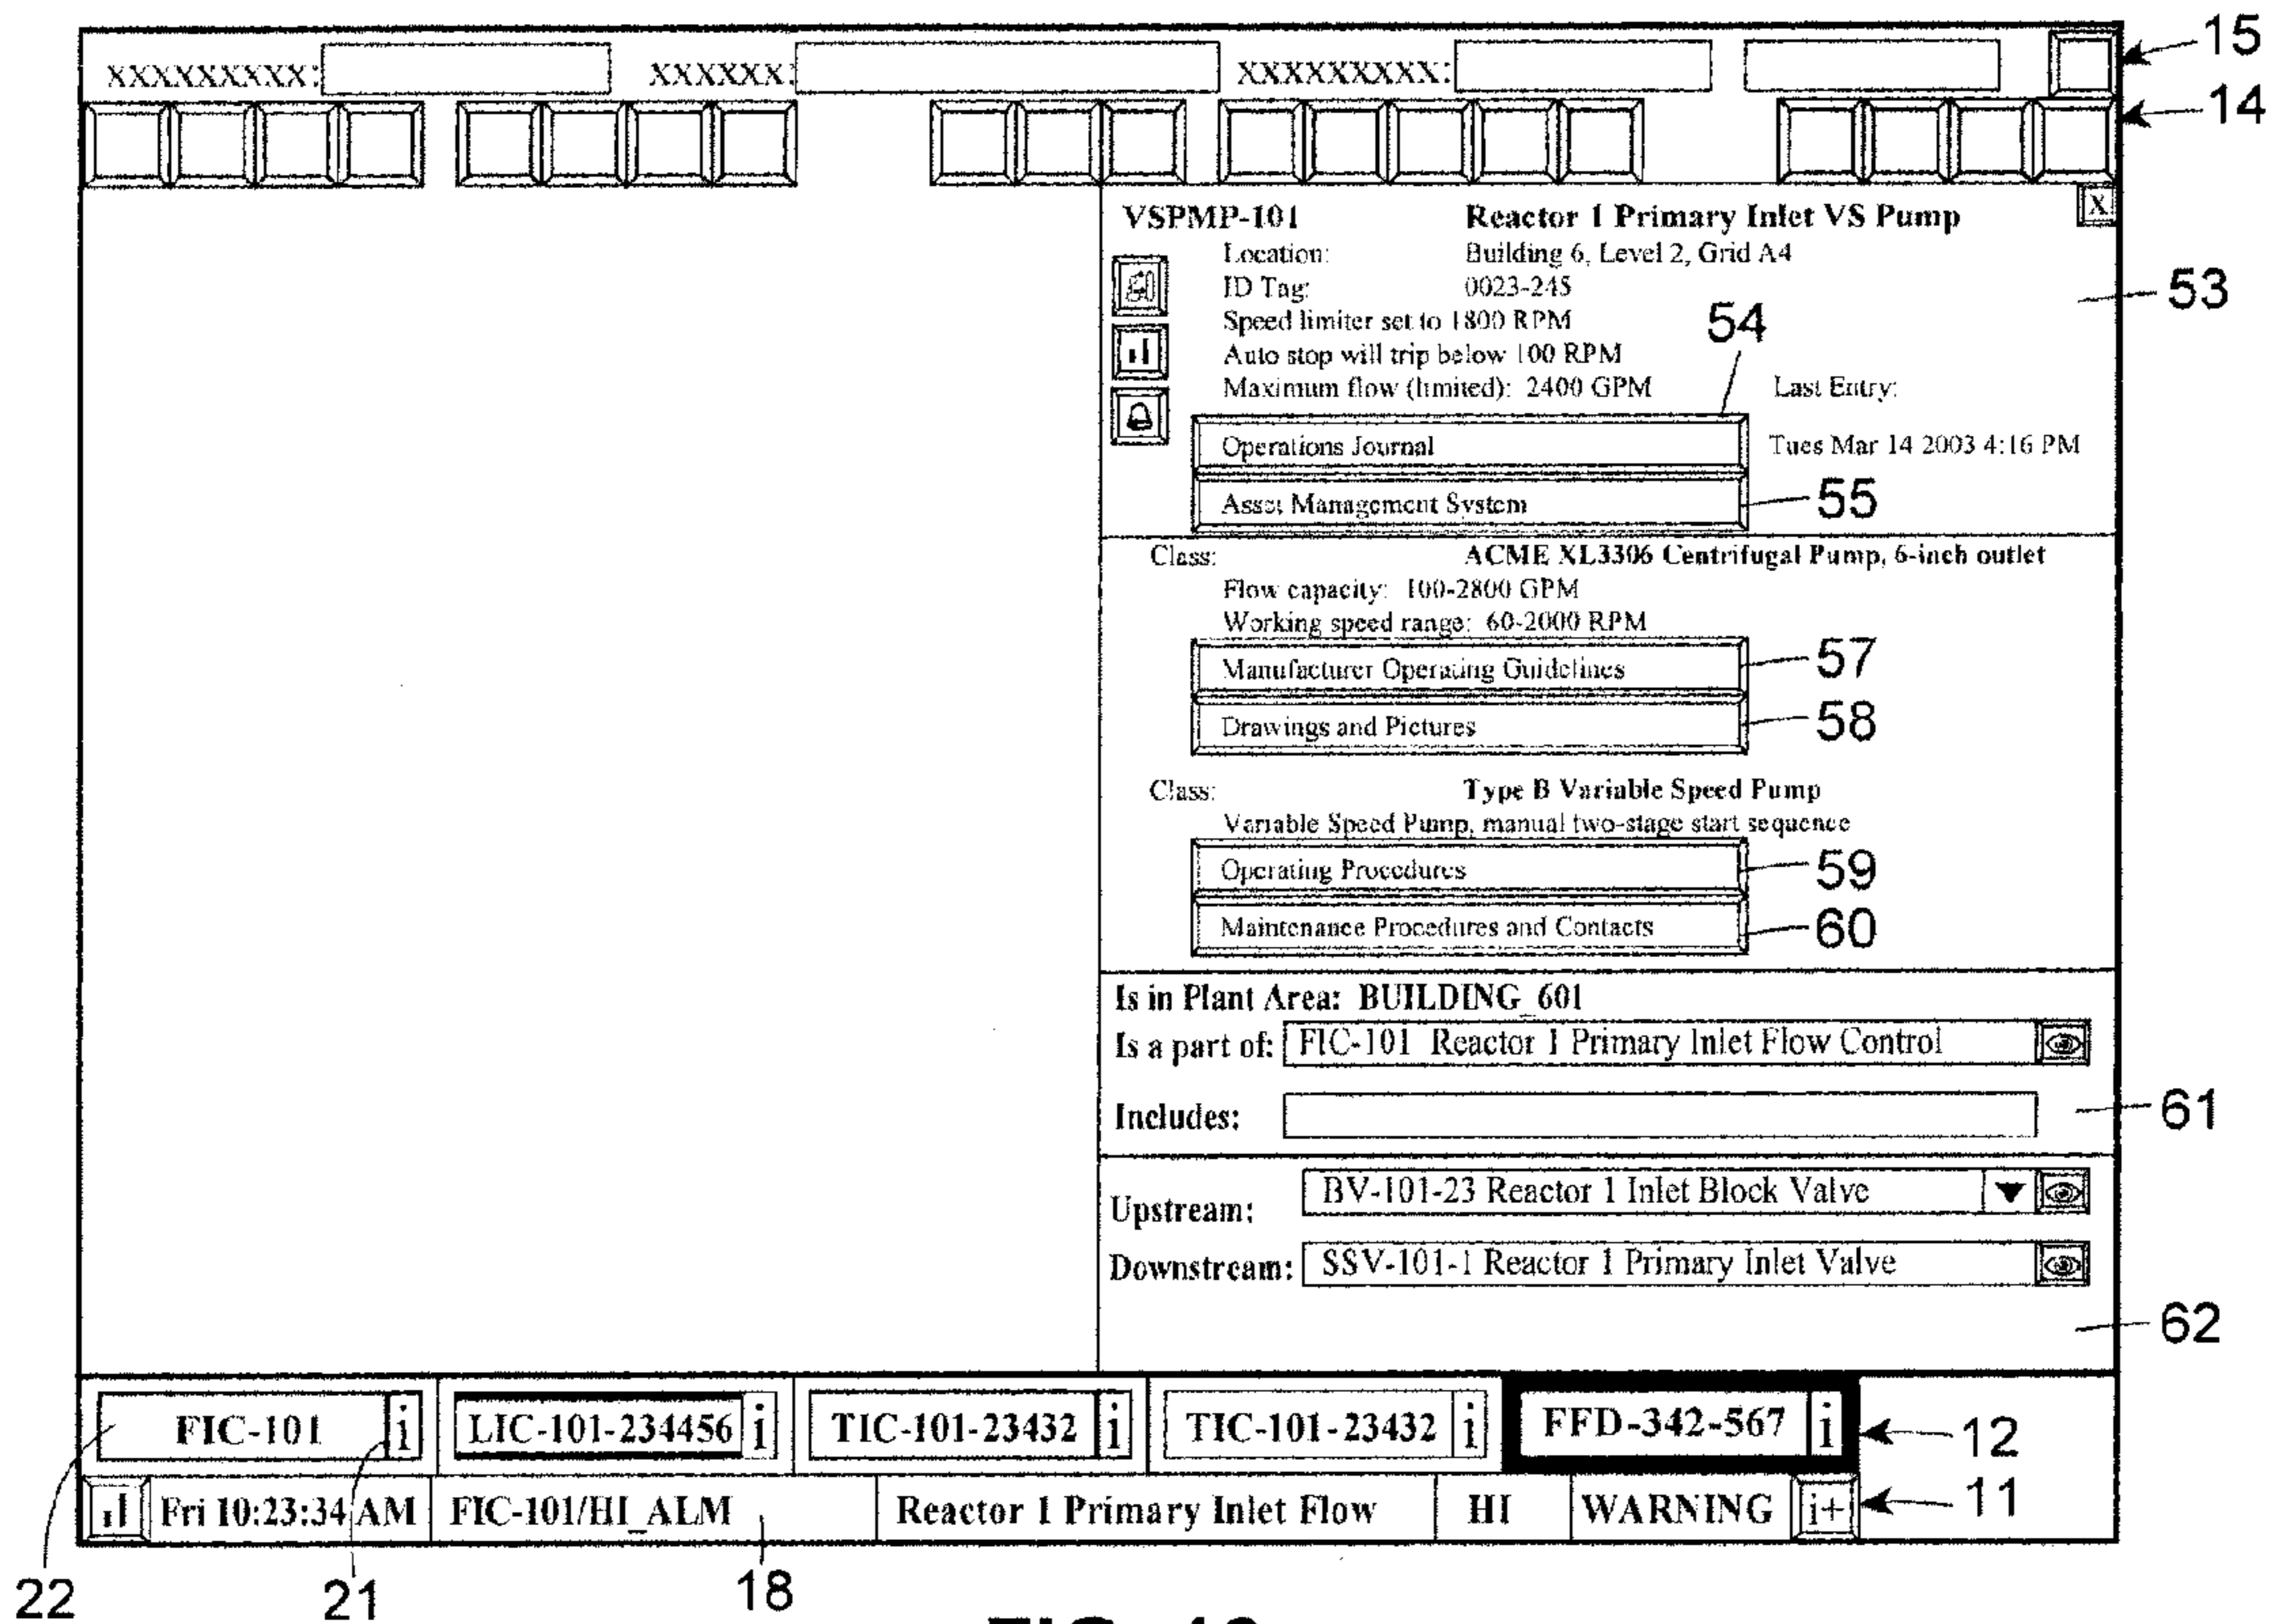 XXXXXXXXX: XXXXXX: XXXXXXXXX: 15
14
VSPMP-101 Reactor 1 Primary Inlet VS Pump X
Location: Building 6, Level 2, Grid A4
ID Tag: 0023-245 53
Speed limiter set to 1800 RPM 54
Auto stop will trip below 100 RPM
Maximum flow (limited): 2400 GPM Last Entry:
Operations Journal Tues Mar 14 2003 4:16 PM
Asset Management System 55
Class: ACME XL3306 Centrifugal Pump, 6-inch outlet
Flow capacity: 100-2800 GPM
Working speed range: 60-2000 RPM
Manufacturer Operating Guidelines 57
Drawings and Pictures 58
Class: Type B Variable Speed Pump
Variable Speed Pump, manual two-stage start sequence
Operating Procedures 59
Maintenance Procedures and Contacts 60
Is in Plant Area: BUILDING_601
Is a part of: FIC-101 Reactor 1 Primary Inlet Flow Control
Includes: 61
Upstream: BV-101-23 Reactor 1 Inlet Block Valve
Downstream: SSV-101-1 Reactor 1 Primary Inlet Valve
62
FIC-101 i LIC-101-234456 i TIC-101-23432 i TIC-101-23432 i FFD-342-567 i 12
Fri 10:23:34 AM FIC-101/HI_ALM Reactor 1 Primary Inlet Flow HI WARNING i+ 11
22 21 18